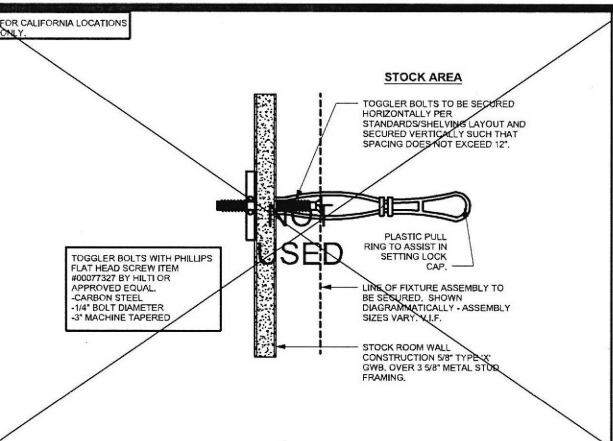 FOR CALIFORNIA LOCATIONS
ONLY.
STOCK AREA
TOGGLER BOLTS TO BE SECURED
HORIZONTALLY PER
STANDARDS/SHELVING LAYOUT AND
SECURED VERTICALLY SUCH THAT
SPACING DOES NOT EXCEED 12".
NOT
USED
PLASTIC PULL
RING TO ASSIST IN
SETTING LOCK
CAP.
TOGGLER BOLTS WITH PHILLIPS
FLAT HEAD SCREW ITEM
#00077327 BY HILTI OR
APPROVED EQUAL.
-CARBON STEEL
-1/4" BOLT DIAMETER
-3" MACHINE TAPERED
LINE OF FIXTURE ASSEMBLY TO
BE SECURED. SHOWN
DIAGRAMMATICALLY - ASSEMBLY
SIZES VARY. V.I.F.
STOCK ROOM WALL
CONSTRUCTION 5/8" TYPE 'X'
GWB. OVER 3 5/8" METAL STUD
FRAMING.